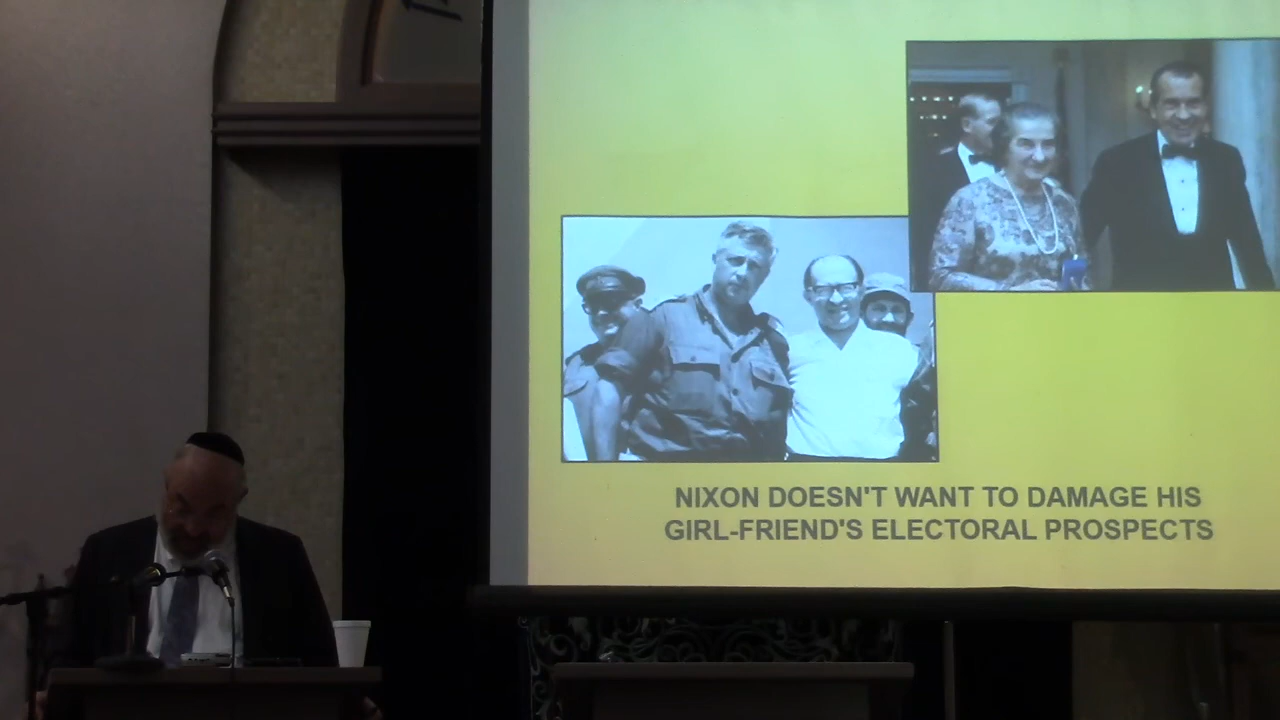 NIXON DOESN'T WANT TO DAMAGE HIS
GIRL-FRIEND'S ELECTORAL PROSPECTS